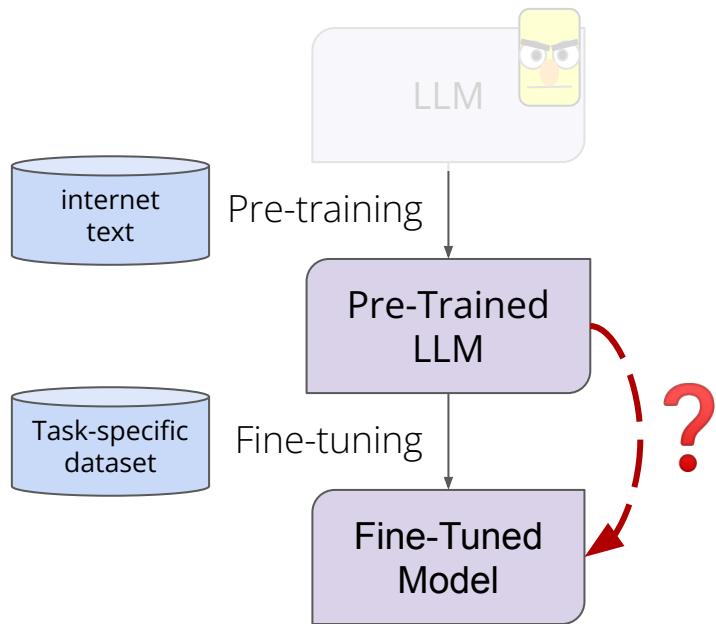 LLM
internet
text
Pre-training
Pre-Trained
LLM
Task-specific
dataset
Fine-tuning
❓
Fine-Tuned
Model